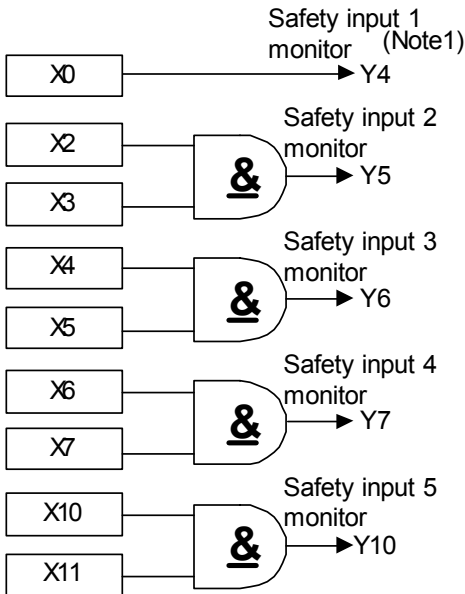 Safety input 1
monitor (Note1)
X0
Y4
Safety input 2
X2
monitor
&
Y5
X3
Safety input 3
X4
monitor
&
Y6
X5
Safety input 4
X6
monitor
&
Y7
X7
Safety input 5
X10
monitor
&
Y10
X11